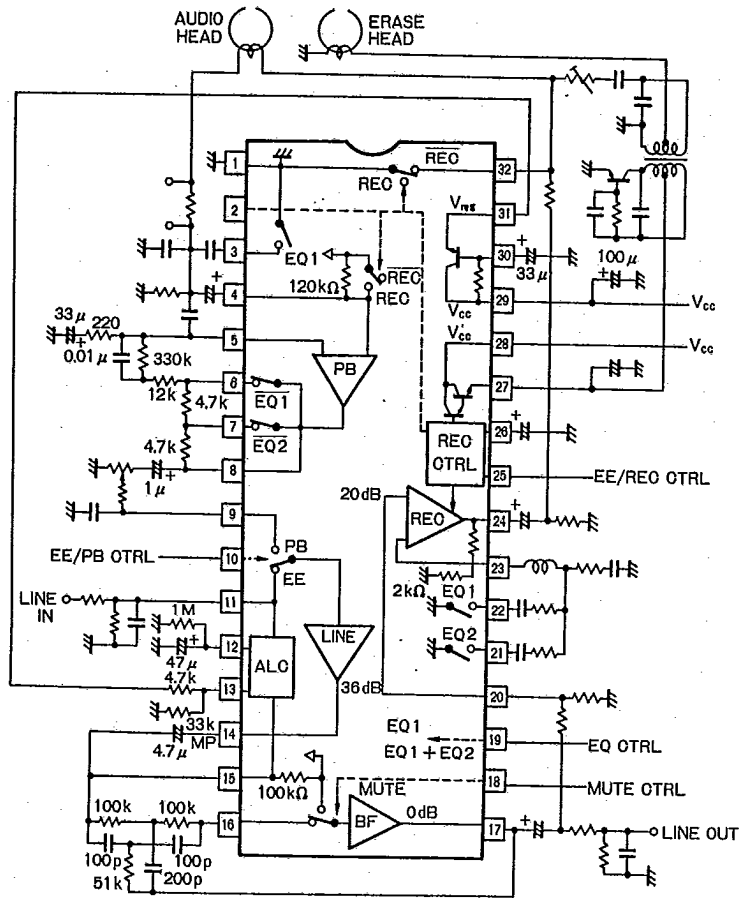 AUDIO HEAD
ERASE HEAD
1
2
3
4
5
6
7
8
9
10
11
12
13
14
15
16
32
31
30
29
28
27
26
25
24
23
22
21
20
19
18
17
REC
REC
Vreg
EQ1
REC
REC
120kΩ
33μ
100μ
Vcc
Vcc
Vcc
Vcc'
33μ
220
0.01μ
330k
12k
4.7k
4.7k
1μ
PB
EQ1
EQ2
REC CTRL
EE/REC CTRL
20dB
REC
2kΩ
EQ1
EQ2
EE/PB CTRL
PB
EE
LINE IN
1M
47μ
4.7k
33k
MP
4.7μ
ALC
LINE
36dB
EQ1
EQ1+EQ2
EQ CTRL
MUTE CTRL
MUTE
100kΩ
BF
0dB
LINE OUT
100k
100k
100p
100p
51k
200p